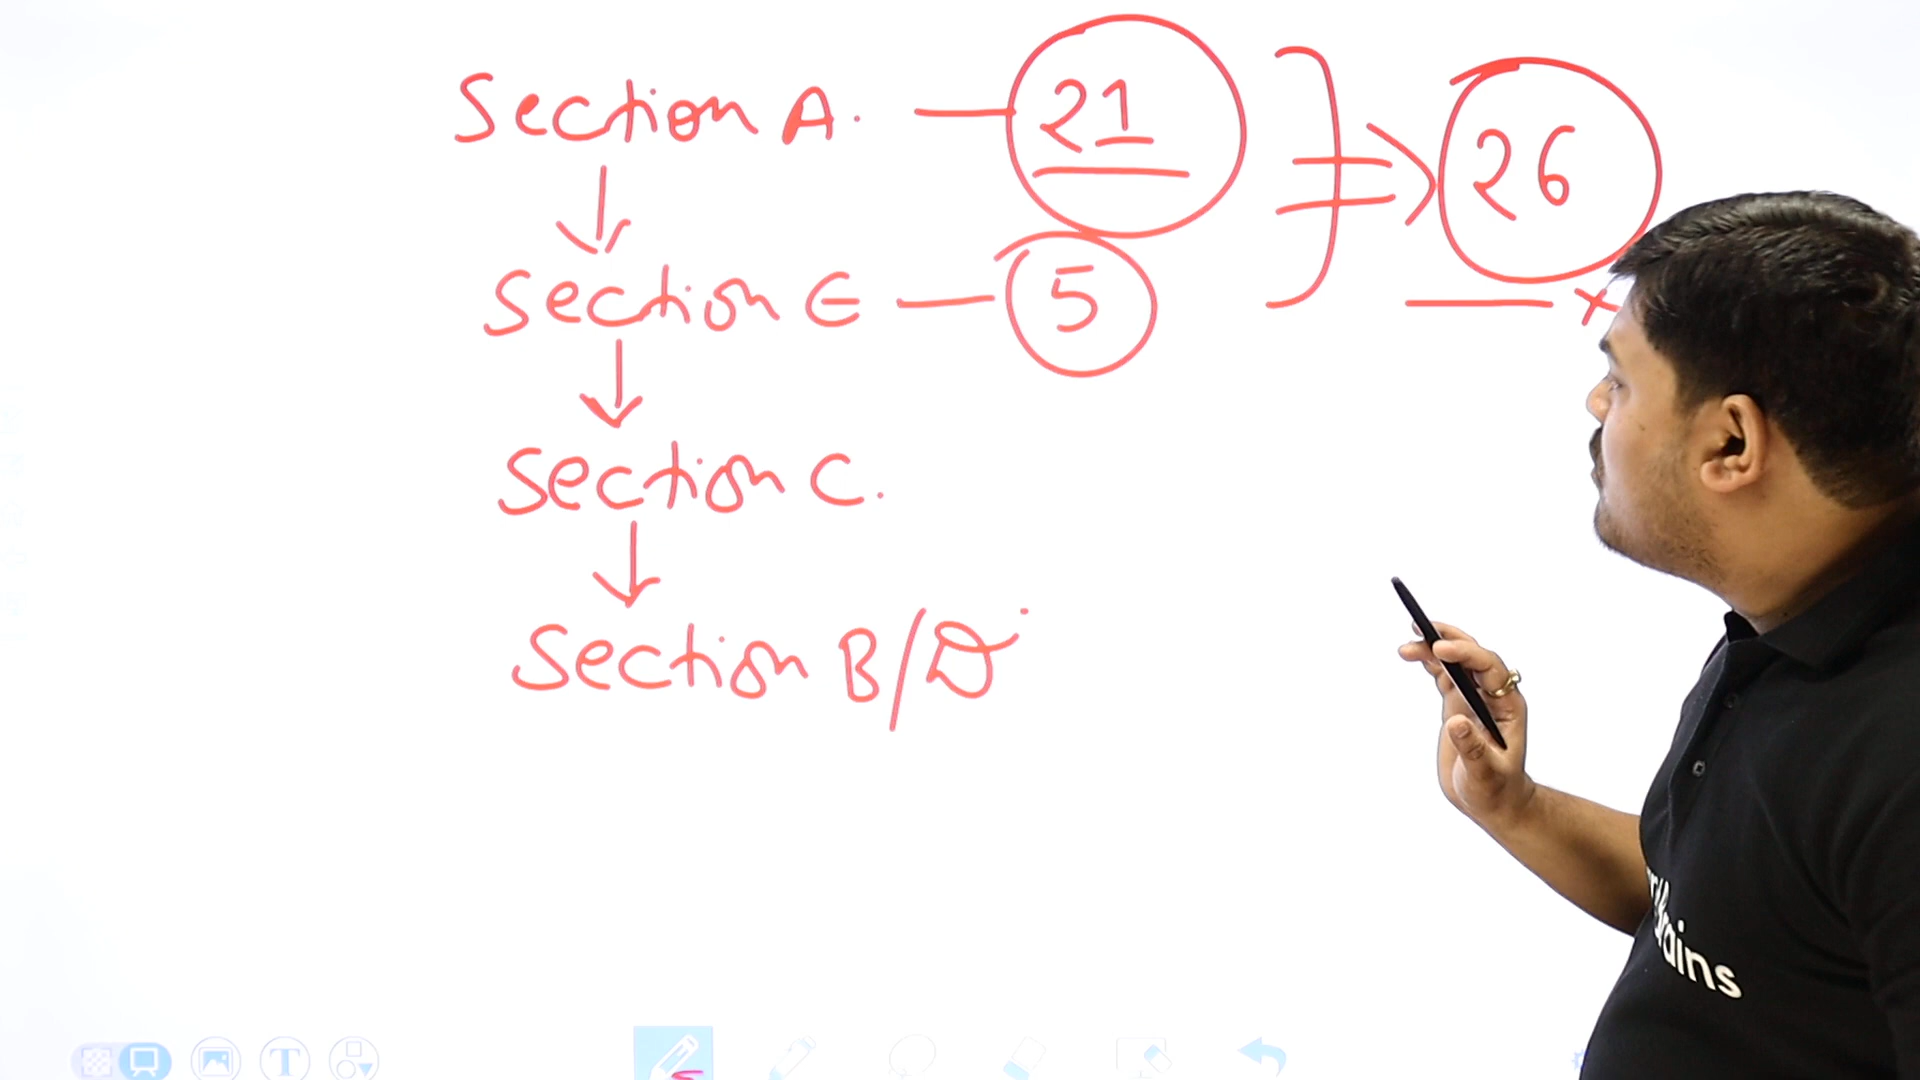 Section A. — 21
Section E — 5
26
Section C.
Section B/D
T